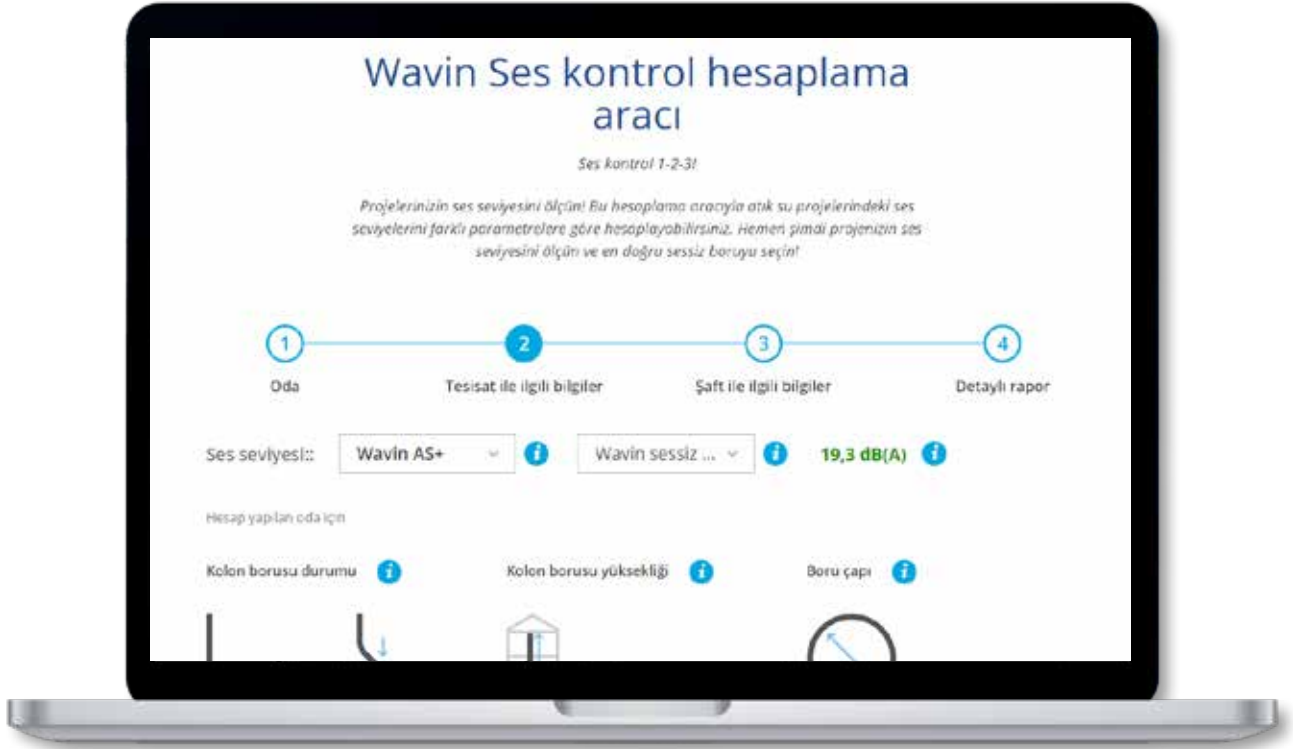 Wavin Ses kontrol hesaplama
aracı
Ses kontrol 1-2-3!
Projelerinizin ses seviyesini ölçün! Bu hesaplama aracıyla atık su projelerindeki ses
seviyelerini farklı parametrelere göre hesaplayabilirsiniz. Hemen şimdi projenizin ses
seviyesini ölçün ve en doğru sessiz boruyu seçin!
1 2 3 4
Oda Tesisat ile ilgili bilgiler Şaft ile ilgili bilgiler Detaylı rapor
Ses seviyesi:: Wavin AS+ i Wavin sessiz ... i 19,3 dB(A) i
Hesap yapılan oda için
Kolon borusu durumu i Kolon borusu yüksekliği i Boru çapı i